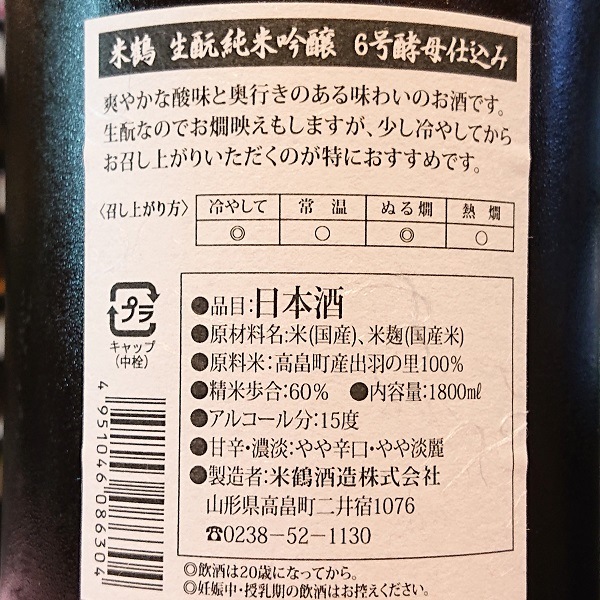 米鶴 生酛純米吟醸 6号酵母仕込み
爽やかな酸味と奥行きのある味わいのお酒です。
生酛なのでお燗映えもしますが、少し冷やしてから
お召し上がりいただくのが特におすすめです。
〈召し上がり方〉 冷やして 常温 ぬる燗 熱燗
◎ ○ ◎ ○
プラ
キャップ
(中栓)
●品目:日本酒
●原材料名:米(国産)、米麹(国産米)
●原料米:高畠町産出羽の里100%
●精米歩合:60% ●内容量:1800ml
●アルコール分:15度
●甘辛・濃淡:やや辛口・やや淡麗
●製造者:米鶴酒造株式会社
山形県高畠町二井宿1076
☎0238-52-1130
4951046086304
◎飲酒は20歳になってから。
◎妊娠中・授乳期の飲酒はお控えください。